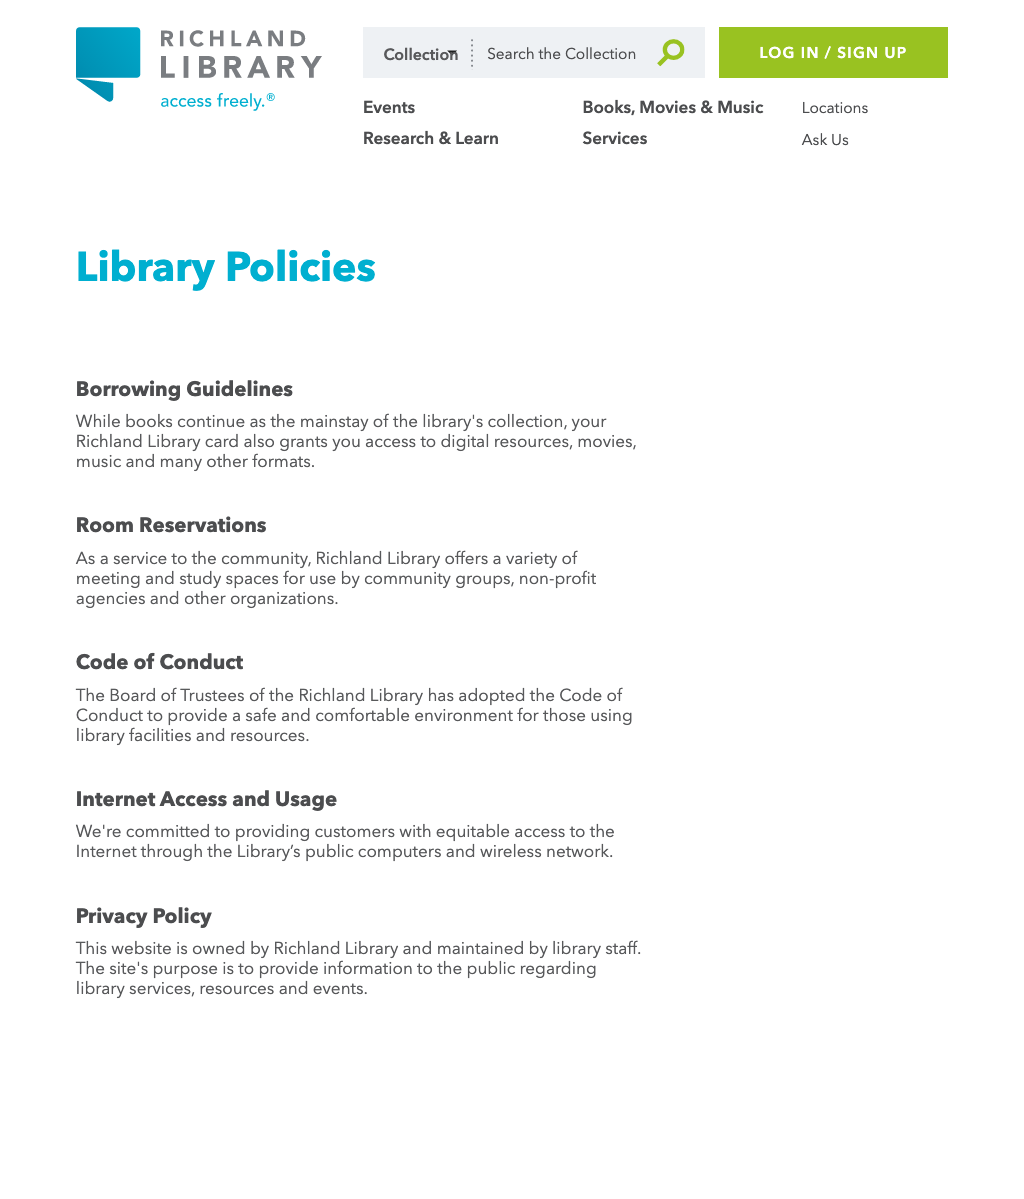 RICHLAND
LIBRARY
access freely.®
Collection
Search the Collection
LOG IN / SIGN UP
Events
Books, Movies & Music
Locations
Research & Learn
Services
Ask Us
Library Policies
Borrowing Guidelines
While books continue as the mainstay of the library's collection, your
Richland Library card also grants you access to digital resources, movies,
music and many other formats.
Room Reservations
As a service to the community, Richland Library offers a variety of
meeting and study spaces for use by community groups, non-profit
agencies and other organizations.
Code of Conduct
The Board of Trustees of the Richland Library has adopted the Code of
Conduct to provide a safe and comfortable environment for those using
library facilities and resources.
Internet Access and Usage
We're committed to providing customers with equitable access to the
Internet through the Library’s public computers and wireless network.
Privacy Policy
This website is owned by Richland Library and maintained by library staff.
The site's purpose is to provide information to the public regarding
library services, resources and events.